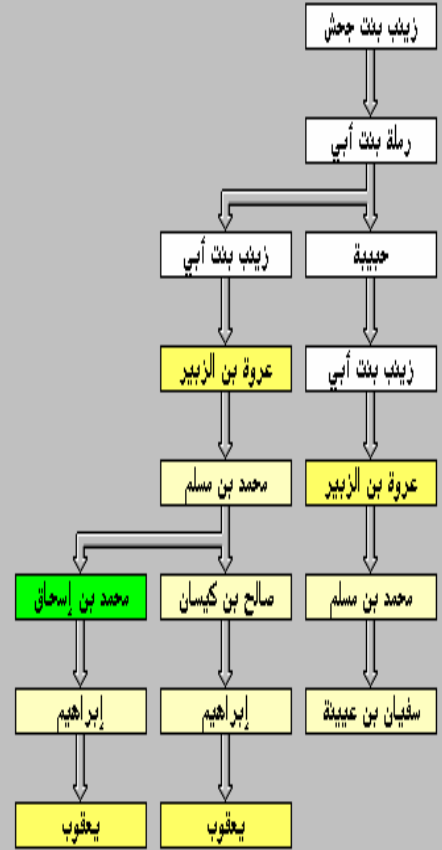 زينب بنت جحش
رملة بنت أبي
حبيبة
زينب بنت أبي
زينب بنت أبي
عروة بن الزبير
عروة بن الزبير
محمد بن مسلم
محمد بن مسلم
صالح بن كيسان
محمد بن إسحاق
سفيان بن عيينة
إبراهيم
إبراهيم
يعقوب
يعقوب